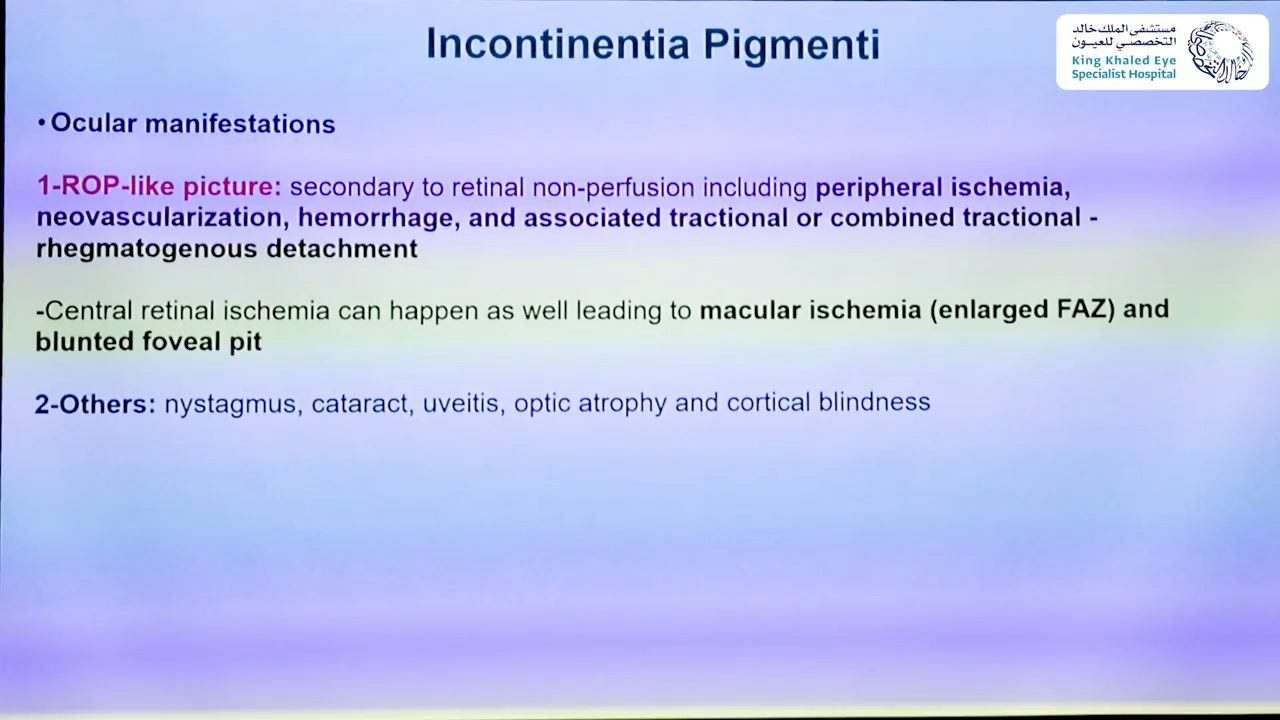 Incontinentia Pigmenti
مستشفى الملك خالد
التخصصي للعيون
King Khaled Eye
Specialist Hospital
•Ocular manifestations
1-ROP-like picture: secondary to retinal non-perfusion including peripheral ischemia,
neovascularization, hemorrhage, and associated tractional or combined tractional -
rhegmatogenous detachment
-Central retinal ischemia can happen as well leading to macular ischemia (enlarged FAZ) and
blunted foveal pit
2-Others: nystagmus, cataract, uveitis, optic atrophy and cortical blindness